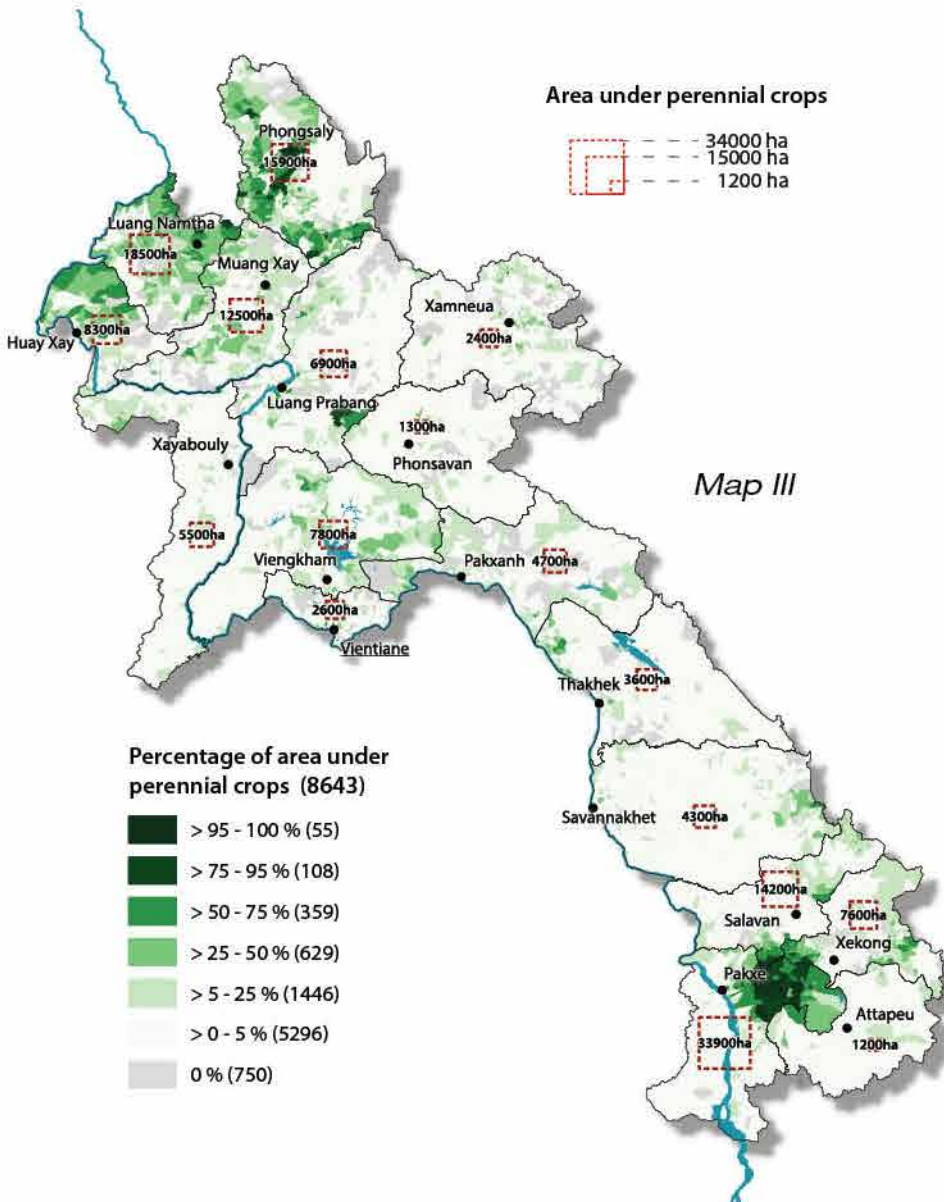 Area under perennial crops
34000 ha
15000 ha
1200 ha
Phongsaly
15900ha
Luang Namtha
18500ha
Muang Xay
12500ha
Huay Xay
8300ha
Xamneua
2400ha
6900ha
Luang Prabang
1300ha
Phonsavan
Xayabouly
5500ha
Map III
7800ha
Viengkham
Pakxanh
4700ha
2600ha
Vientiane
Thakhek
3600ha
Savannakhet
4300ha
14200ha
Salavan
7600ha
Xekong
Pakxe
33900ha
Attapeu
1200ha
Percentage of area under
perennial crops (8643)
> 95 - 100 % (55)
> 75 - 95 % (108)
> 50 - 75 % (359)
> 25 - 50 % (629)
> 5 - 25 % (1446)
> 0 - 5 % (5296)
0 % (750)